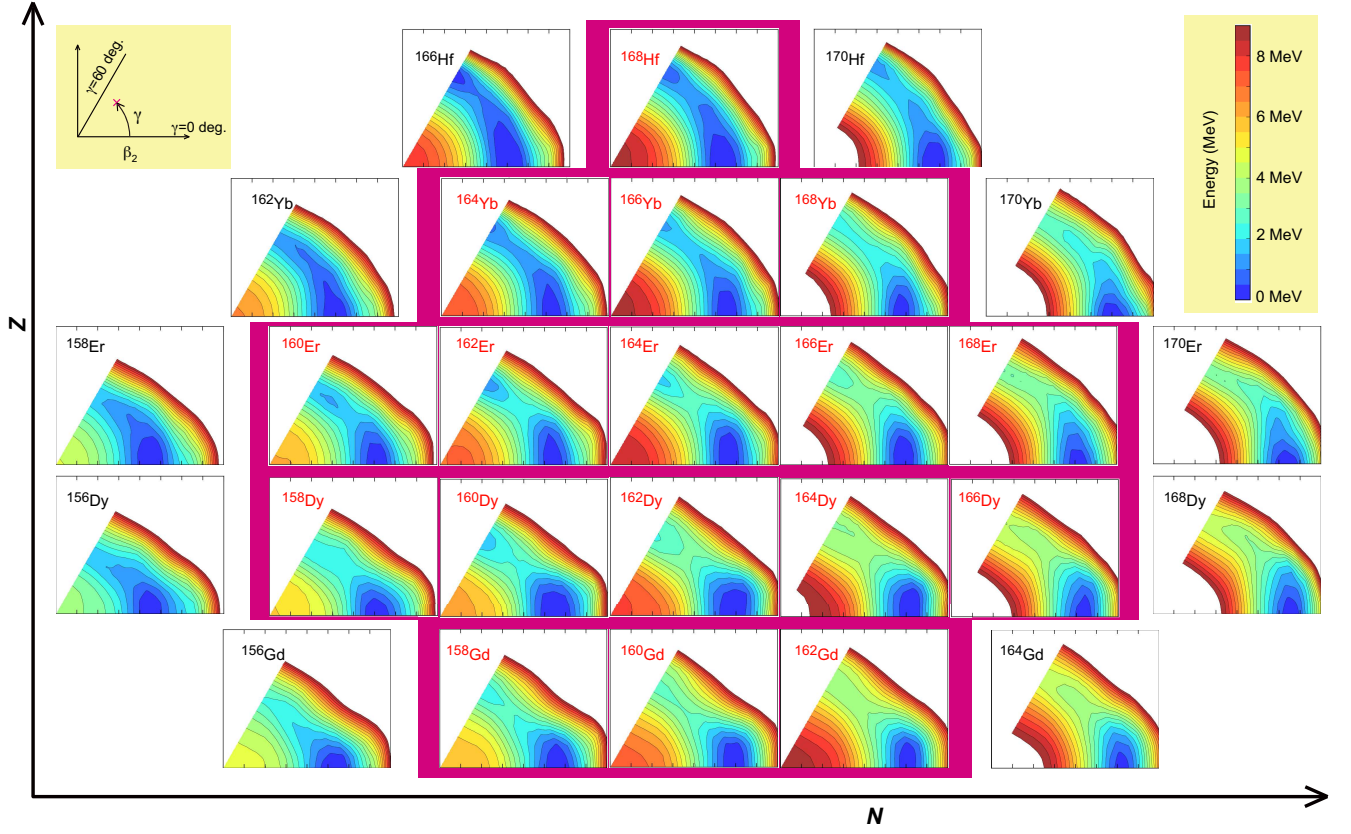 γ=60 deg.
γ
γ=0 deg.
β₂
¹⁶⁶Hf
¹⁶⁸Hf
¹⁷⁰Hf
Energy (MeV)
8 MeV
6 MeV
4 MeV
2 MeV
0 MeV
¹⁶²Yb
¹⁶⁴Yb
¹⁶⁶Yb
¹⁶⁸Yb
¹⁷⁰Yb
Z
¹⁵⁸Er
¹⁶⁰Er
¹⁶²Er
¹⁶⁴Er
¹⁶⁶Er
¹⁶⁸Er
¹⁷⁰Er
¹⁵⁶Dy
¹⁵⁸Dy
¹⁶⁰Dy
¹⁶²Dy
¹⁶⁴Dy
¹⁶⁶Dy
¹⁶⁸Dy
¹⁵⁶Gd
¹⁵⁸Gd
¹⁶⁰Gd
¹⁶²Gd
¹⁶⁴Gd
N